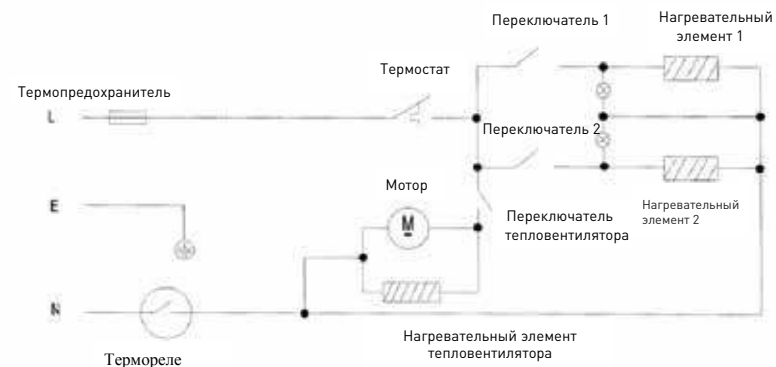 Переключатель 1
Нагревательный
элемент 1
Термостат
Термопредохранитель
L
Переключатель 2
Мотор
E
M
Переключатель
тепловентилятора
Нагревательный
элемент 2
N
Нагревательный элемент
тепловентилятора
Термореле